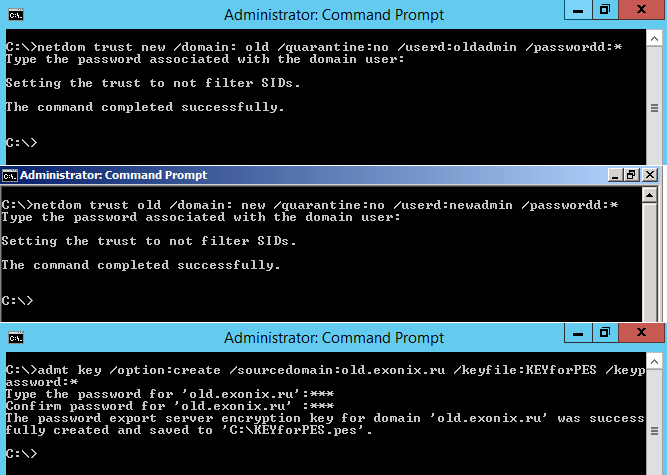 Administrator: Command Prompt
C:\>netdom trust new /domain: old /quarantine:no /userd:oldadmin /passwordd:*
Type the password associated with the domain user:
Setting the trust to not filter SIDs.
The command completed successfully.
C:\>
Administrator: Command Prompt
C:\>netdom trust old /domain: new /quarantine:no /userd:newadmin /passwordd:*
Type the password associated with the domain user:
Setting the trust to not filter SIDs.
The command completed successfully.
C:\>
Administrator: Command Prompt
C:\>admt key /option:create /sourcedomain:old.exonix.ru /keyfile:KEYforPES /keyp
assword:*
Type the password for 'old.exonix.ru':***
Confirm password for 'old.exonix.ru' :***
The password export server encryption key for domain 'old.exonix.ru' was success
fully created and saved to 'C:\KEYforPES.pes'.
C:\>